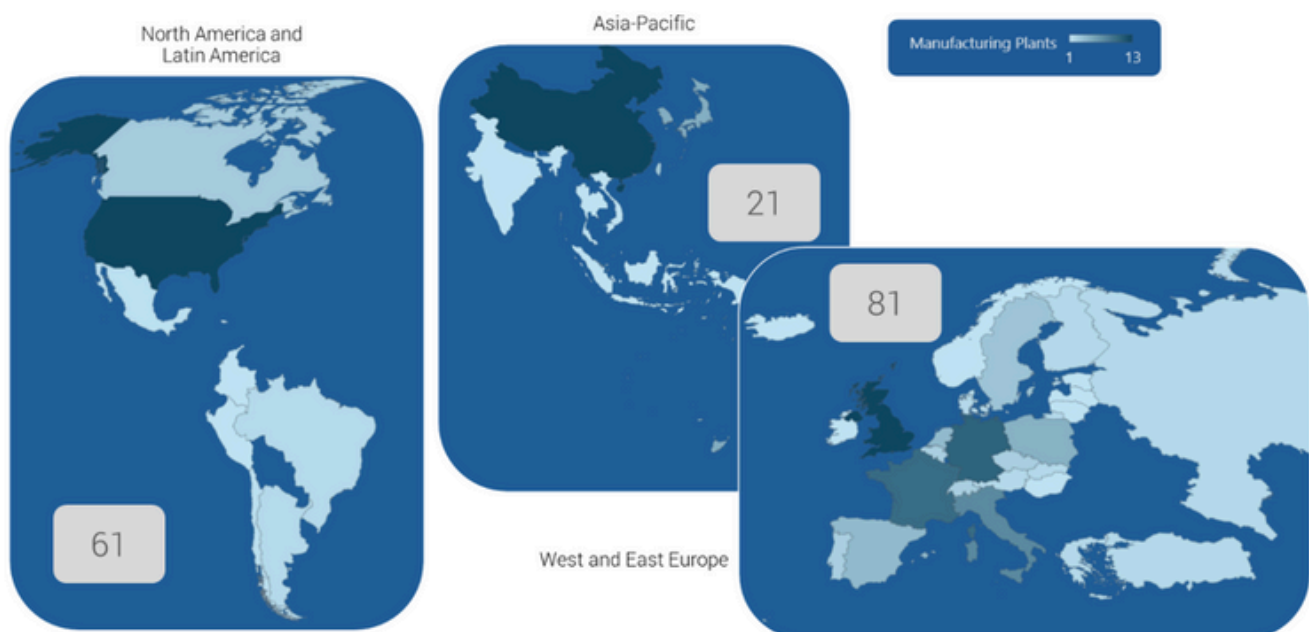 North America and
Latin America
Asia-Pacific
Manufacturing Plants
1 13
21
81
61
West and East Europe